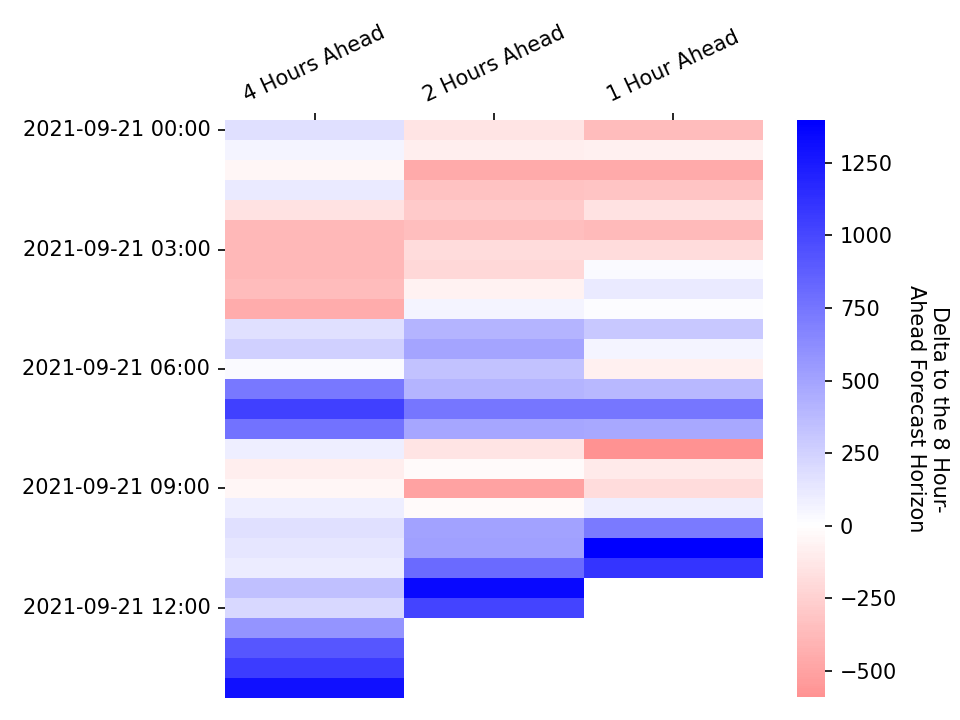 4 Hours Ahead
2 Hours Ahead
1 Hour Ahead
2021-09-21 00:00
2021-09-21 03:00
2021-09-21 06:00
2021-09-21 09:00
2021-09-21 12:00
1250
1000
750
500
250
0
−250
−500
Delta to the 8 Hour-
Ahead Forecast Horizon